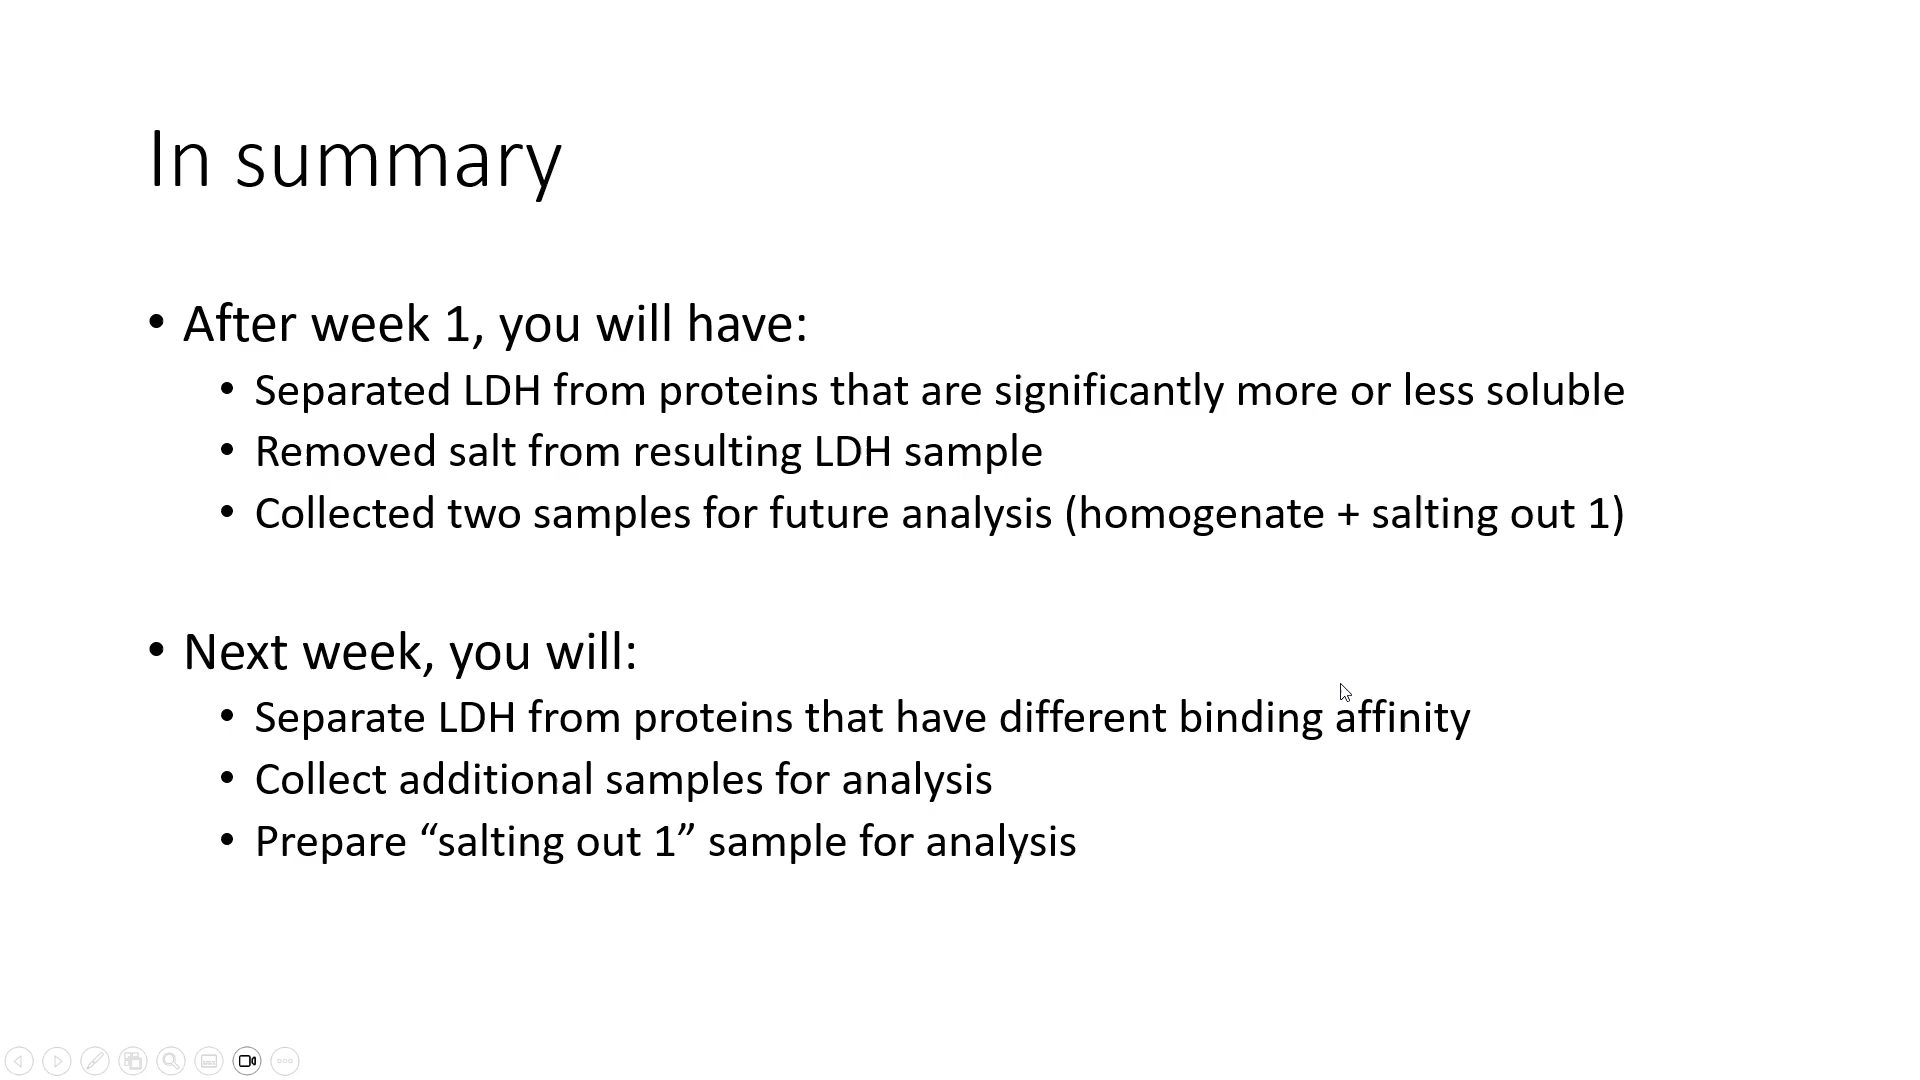 In summary
• After week 1, you will have:
• Separated LDH from proteins that are significantly more or less soluble
• Removed salt from resulting LDH sample
• Collected two samples for future analysis (homogenate + salting out 1)
• Next week, you will:
• Separate LDH from proteins that have different binding affinity
• Collect additional samples for analysis
• Prepare “salting out 1” sample for analysis